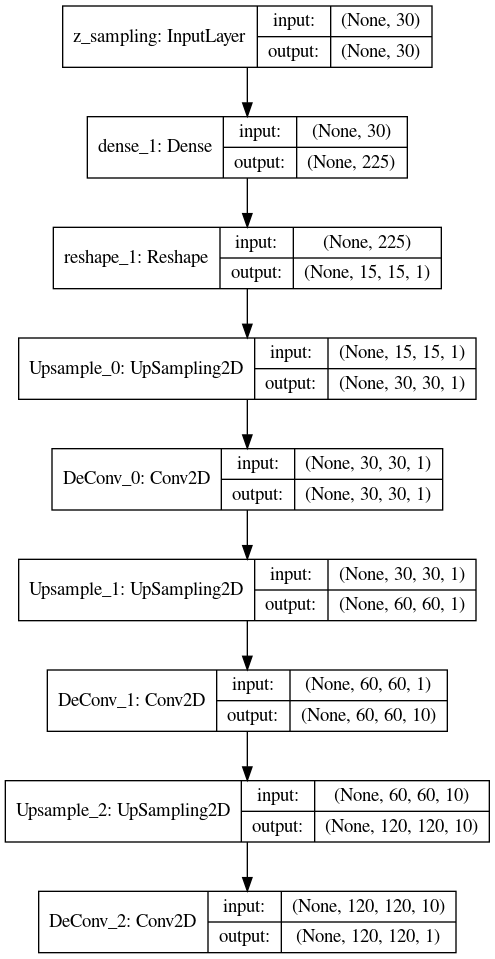 z_sampling: InputLayer
input: (None, 30)
output: (None, 30)
dense_1: Dense
input: (None, 30)
output: (None, 225)
reshape_1: Reshape
input: (None, 225)
output: (None, 15, 15, 1)
Upsample_0: UpSampling2D
input: (None, 15, 15, 1)
output: (None, 30, 30, 1)
DeConv_0: Conv2D
input: (None, 30, 30, 1)
output: (None, 30, 30, 1)
Upsample_1: UpSampling2D
input: (None, 30, 30, 1)
output: (None, 60, 60, 1)
DeConv_1: Conv2D
input: (None, 60, 60, 1)
output: (None, 60, 60, 10)
Upsample_2: UpSampling2D
input: (None, 60, 60, 10)
output: (None, 120, 120, 10)
DeConv_2: Conv2D
input: (None, 120, 120, 10)
output: (None, 120, 120, 1)